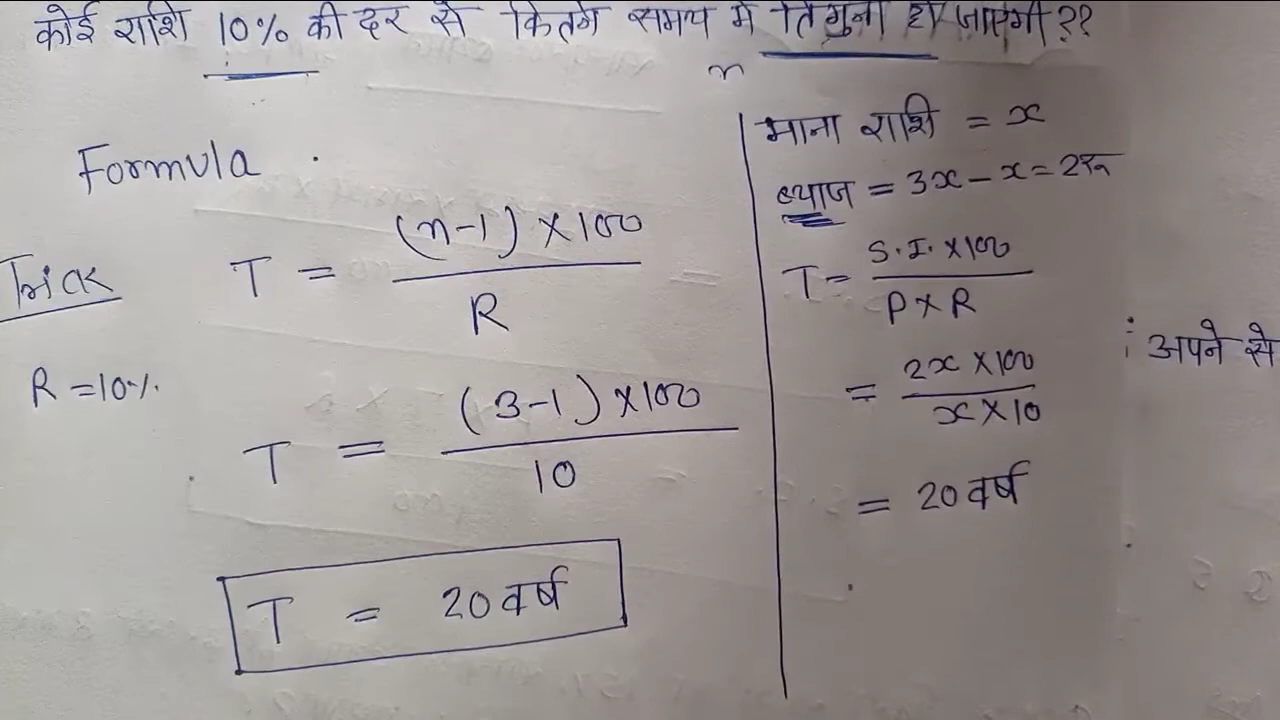 कोई राशि 10% की दर से कितने समय में तिगुना हो जाएगी??
n
Formula
Trick
T = (n-1) × 100 / R
R = 10%
T = (3-1) × 100 / 10
T = 20 वर्ष
माना राशि = x
ब्याज = 3x - x = 2x
T = S.I. × 100 / P × R
= 2x × 100 / x × 10
= 20 वर्ष
अपने से